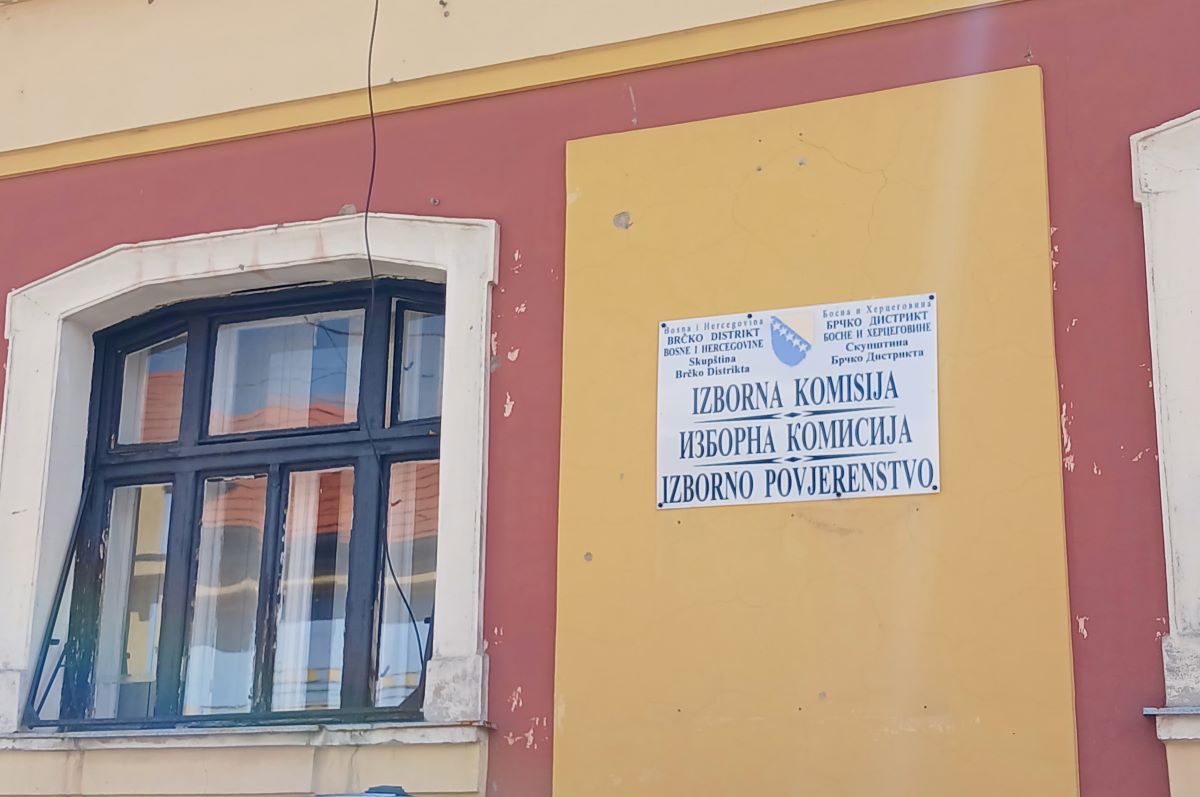 Bosna i Hercegovina
BRČKO DISTRIKT
BOSNE I HERCEGOVINE
Skupština
Brčko Distrikta
Босна и Херцеговина
БРЧКО ДИСТРИКТ
БОСНЕ И ХЕРЦЕГОВИНЕ
Скупштина
Брчко Дистрикта
IZBORNA KOMISIJA
ИЗБОРНА КОМИСИЈА
IZBORNO POVJERENSTVO